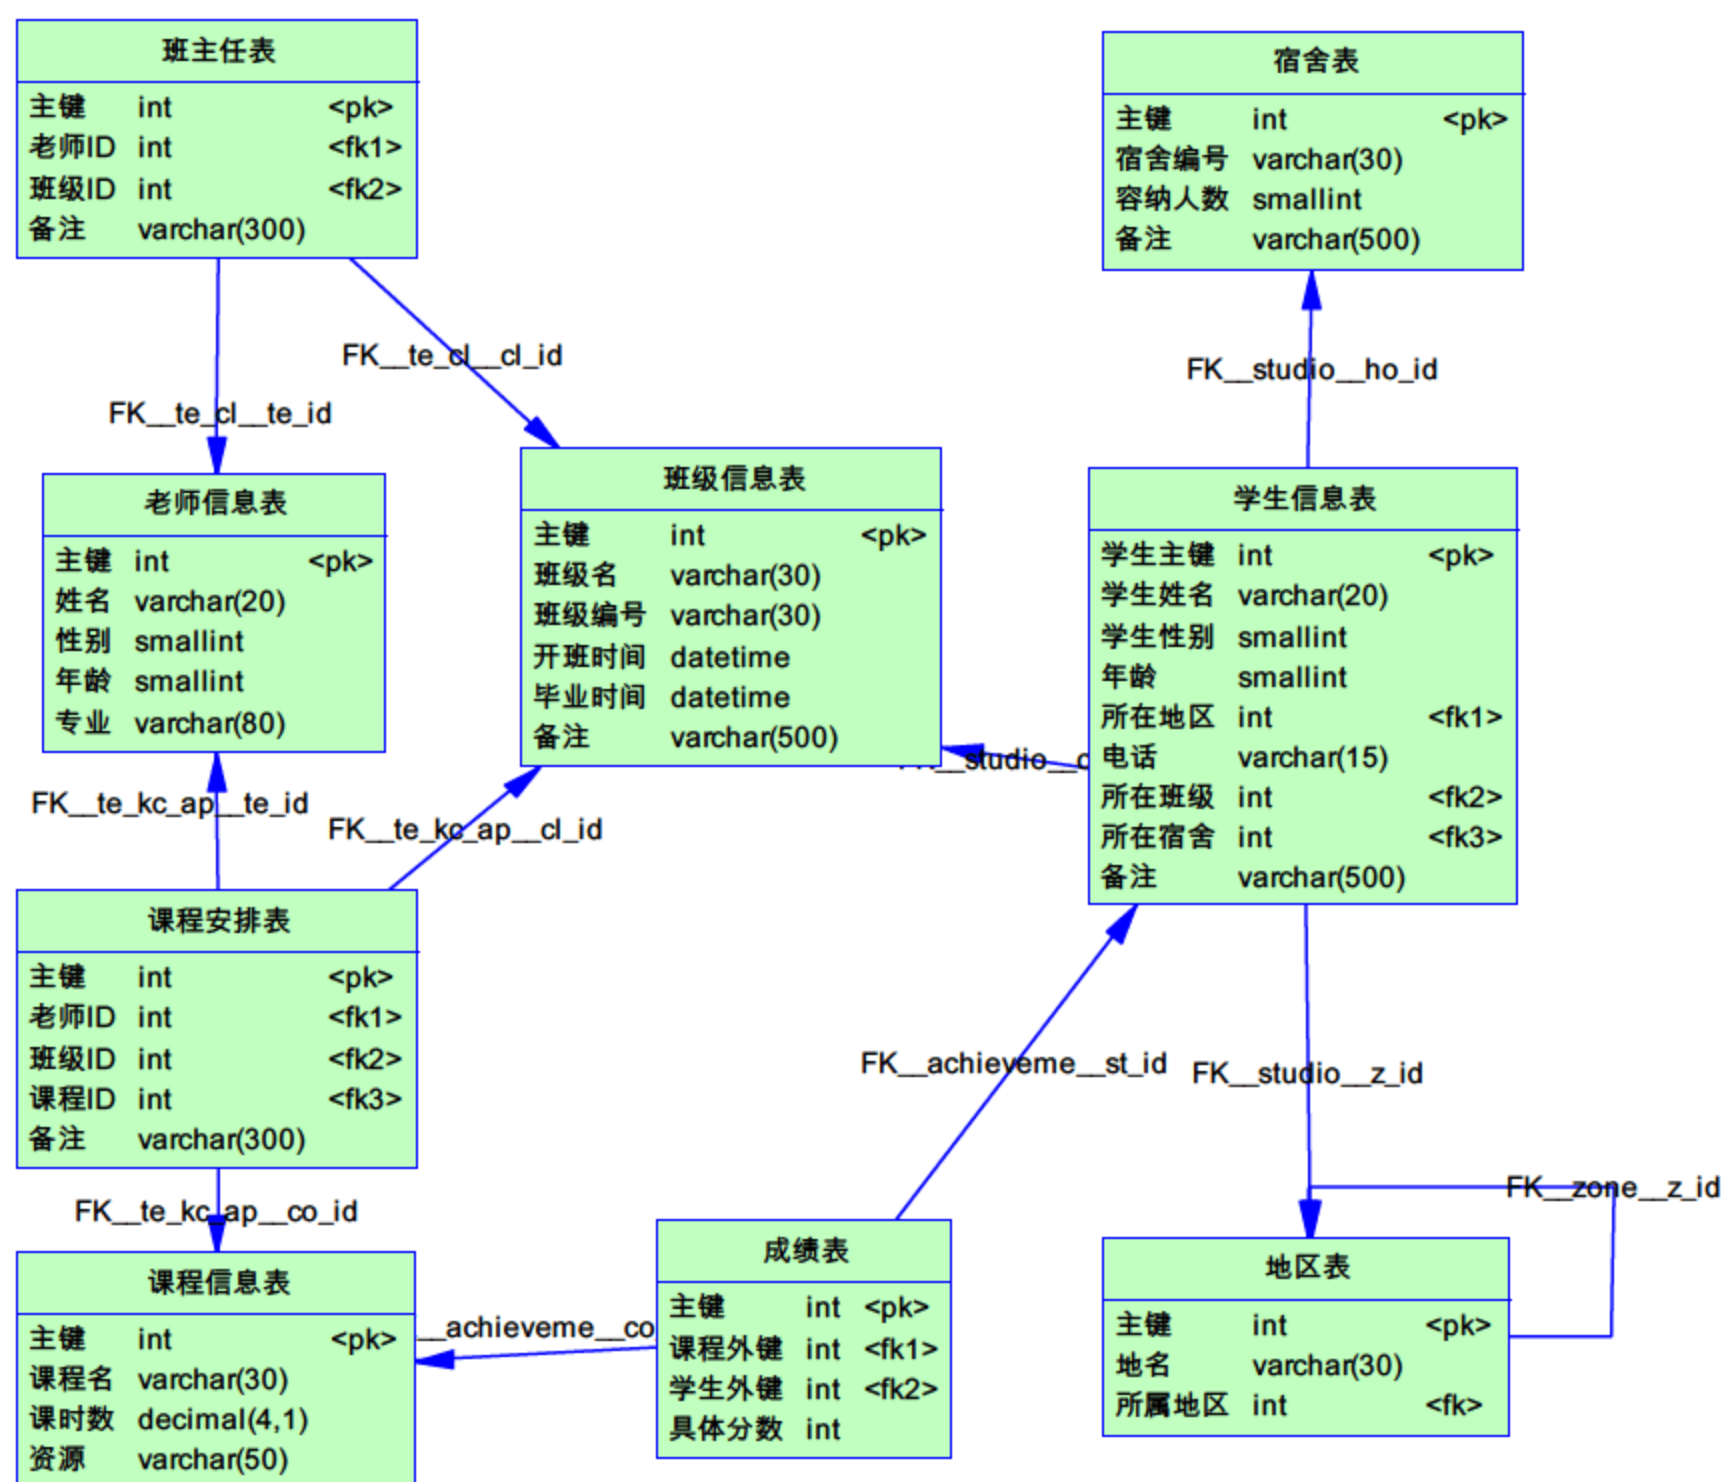 班主任表
主键 int <pk>
老师ID int <fk1>
班级ID int <fk2>
备注 varchar(300)
宿舍表
主键 int <pk>
宿舍编号 varchar(30)
容纳人数 smallint
备注 varchar(500)
FK__te_cl__cl_id
FK__studio__ho_id
FK__te_cl__te_id
老师信息表
主键 int <pk>
姓名 varchar(20)
性别 smallint
年龄 smallint
专业 varchar(80)
班级信息表
主键 int <pk>
班级名 varchar(30)
班级编号 varchar(30)
开班时间 datetime
毕业时间 datetime
备注 varchar(500)
学生信息表
学生主键 int <pk>
学生姓名 varchar(20)
学生性别 smallint
年龄 smallint
所在地区 int <fk1>
电话 varchar(15)
所在班级 int <fk2>
所在宿舍 int <fk3>
备注 varchar(500)
__studio__c
FK__te_kc_ap__te_id
FK__te_kc_ap__cl_id
课程安排表
主键 int <pk>
老师ID int <fk1>
班级ID int <fk2>
课程ID int <fk3>
备注 varchar(300)
FK__achieveme__st_id
FK__studio__z_id
FK__te_kc_ap__co_id
FK__zone__z_id
课程信息表
主键 int <pk>
课程名 varchar(30)
课时数 decimal(4,1)
资源 varchar(50)
__achieveme__co
成绩表
主键 int <pk>
课程外键 int <fk1>
学生外键 int <fk2>
具体分数 int
地区表
主键 int <pk>
地名 varchar(30)
所属地区 int <fk>